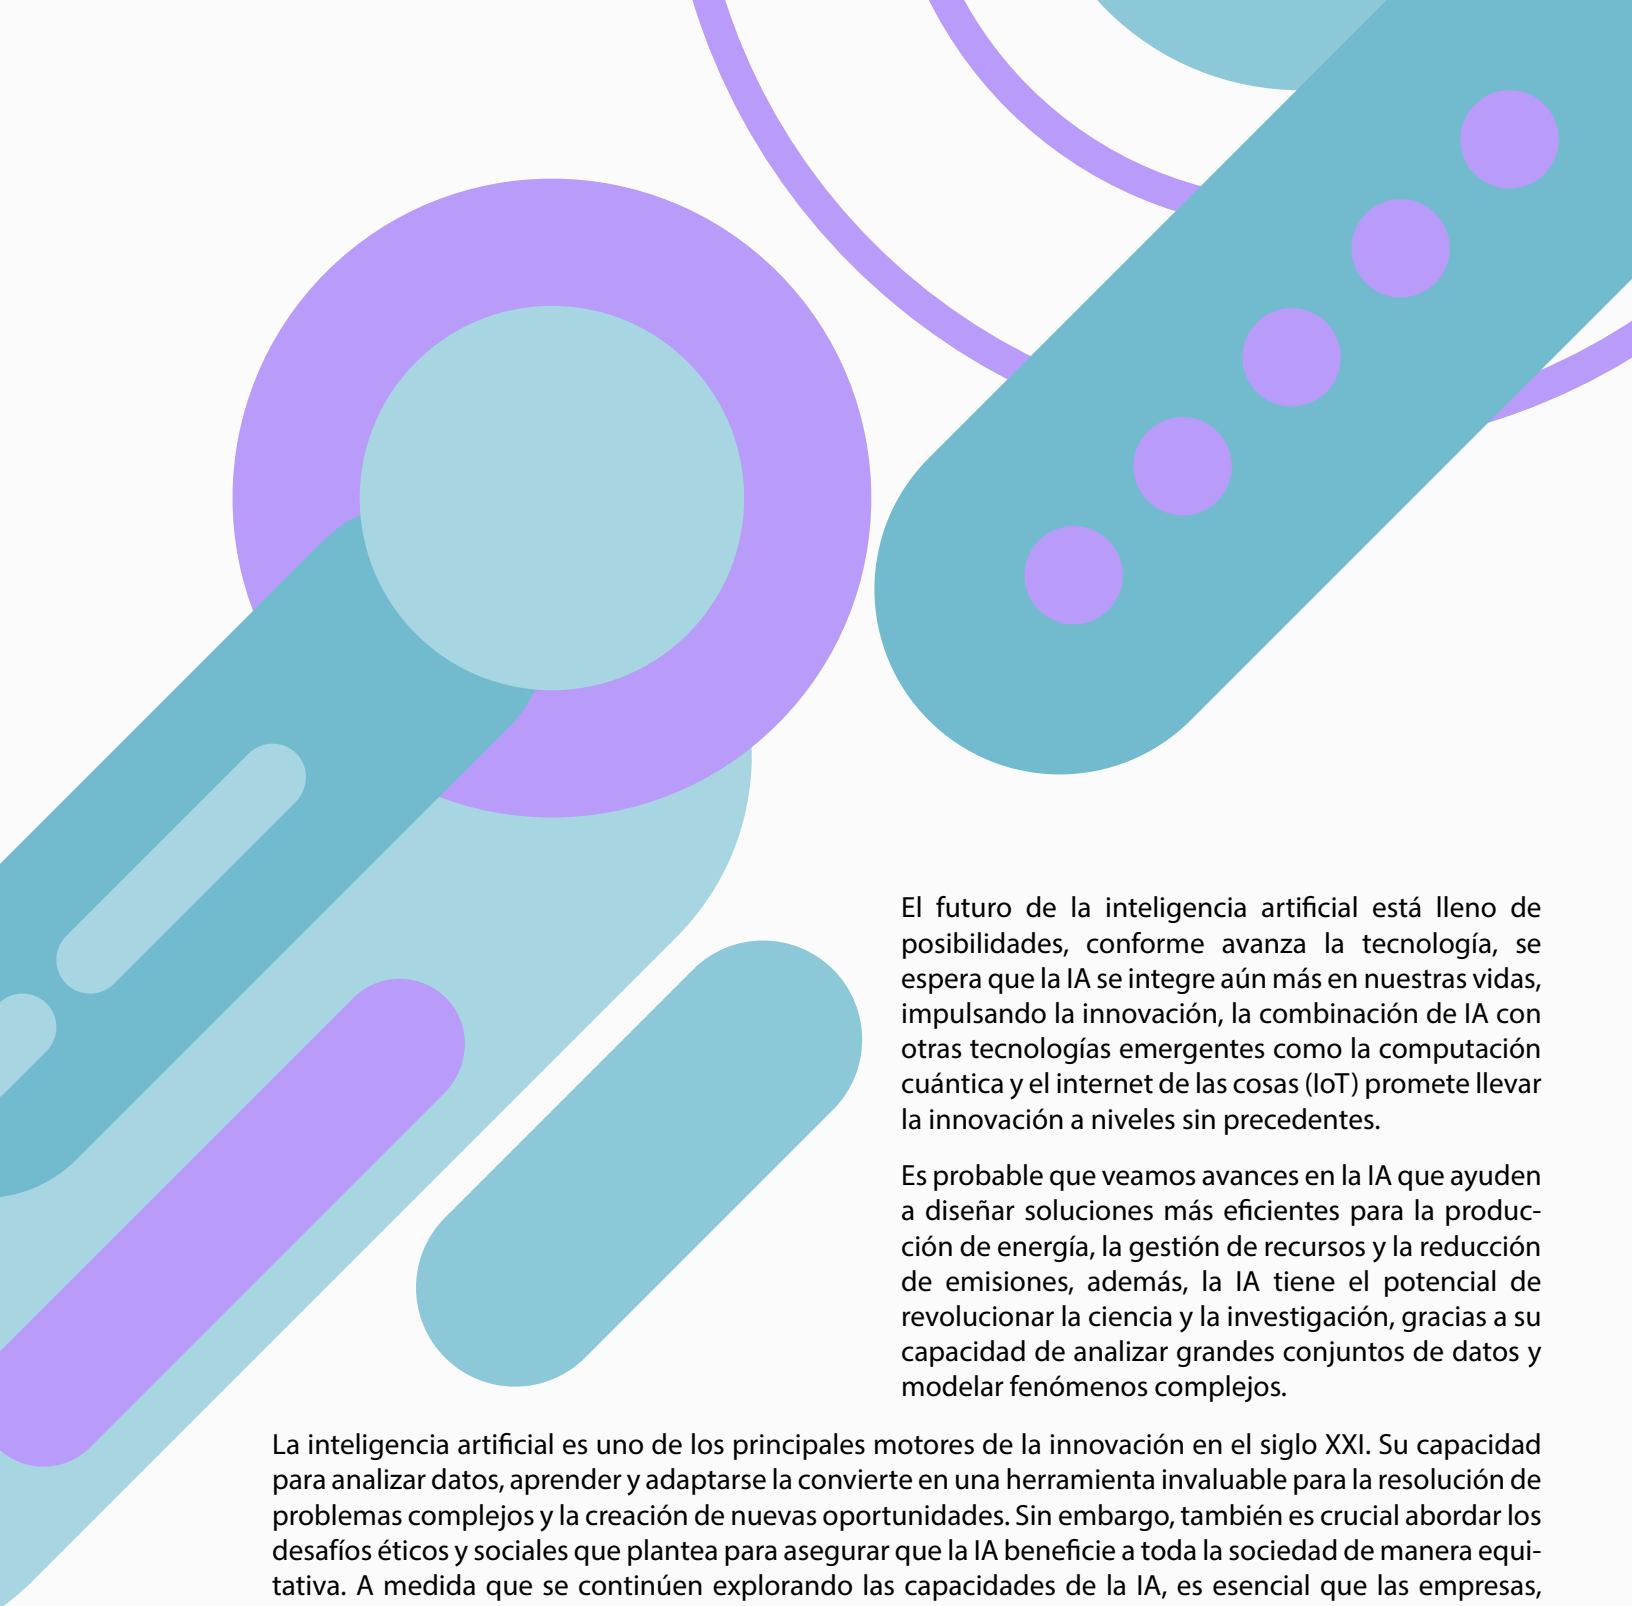 El futuro de la inteligencia artificial está lleno de
posibilidades, conforme avanza la tecnología, se
espera que la IA se integre aún más en nuestras vidas,
impulsando la innovación, la combinación de IA con
otras tecnologías emergentes como la computación
cuántica y el internet de las cosas (IoT) promete llevar
la innovación a niveles sin precedentes.
Es probable que veamos avances en la IA que ayuden
a diseñar soluciones más eficientes para la produc-
ción de energía, la gestión de recursos y la reducción
de emisiones, además, la IA tiene el potencial de
revolucionar la ciencia y la investigación, gracias a su
capacidad de analizar grandes conjuntos de datos y
modelar fenómenos complejos.
La inteligencia artificial es uno de los principales motores de la innovación en el siglo XXI. Su capacidad
para analizar datos, aprender y adaptarse la convierte en una herramienta invaluable para la resolución de
problemas complejos y la creación de nuevas oportunidades. Sin embargo, también es crucial abordar los
desafíos éticos y sociales que plantea para asegurar que la IA beneficie a toda la sociedad de manera equi-
tativa. A medida que se continúen explorando las capacidades de la IA, es esencial que las empresas,